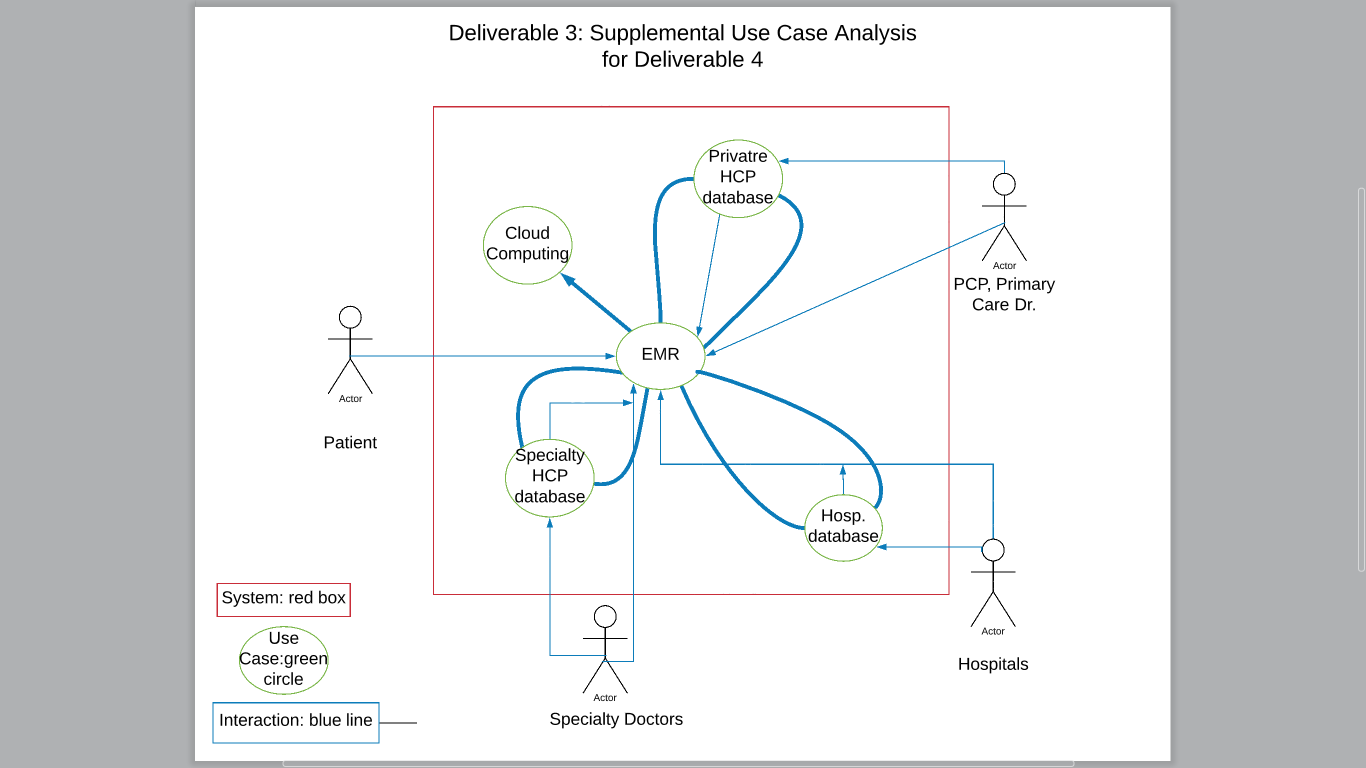 Deliverable 3: Supplemental Use Case Analysis
for Deliverable 4
Privatre
HCP
database
Cloud
Computing
Actor
PCP, Primary
Care Dr.
EMR
Actor
Patient
Specialty
HCP
database
Hosp.
database
System: red box
Use
Case:green
circle
Interaction: blue line
Actor
Specialty Doctors
Actor
Hospitals